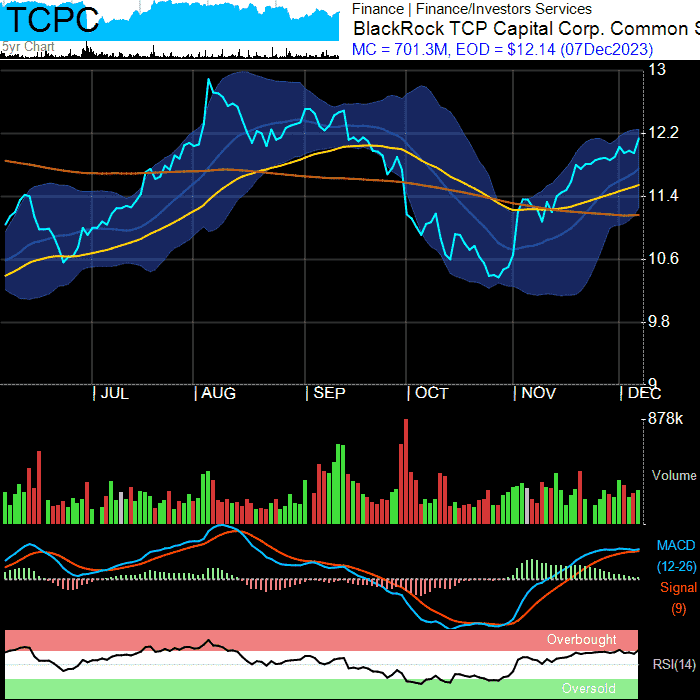 TCPC
5yr Chart
Finance | Finance/Investors Services
BlackRock TCP Capital Corp. Common S
MC = 701.3M, EOD = $12.14 (07Dec2023)
13
12.2
11.4
10.6
9.8
9
JUL
AUG
SEP
OCT
NOV
DEC
878k
Volume
MACD
(12-26)
Signal
(9)
Overbought
RSI(14)
Oversold